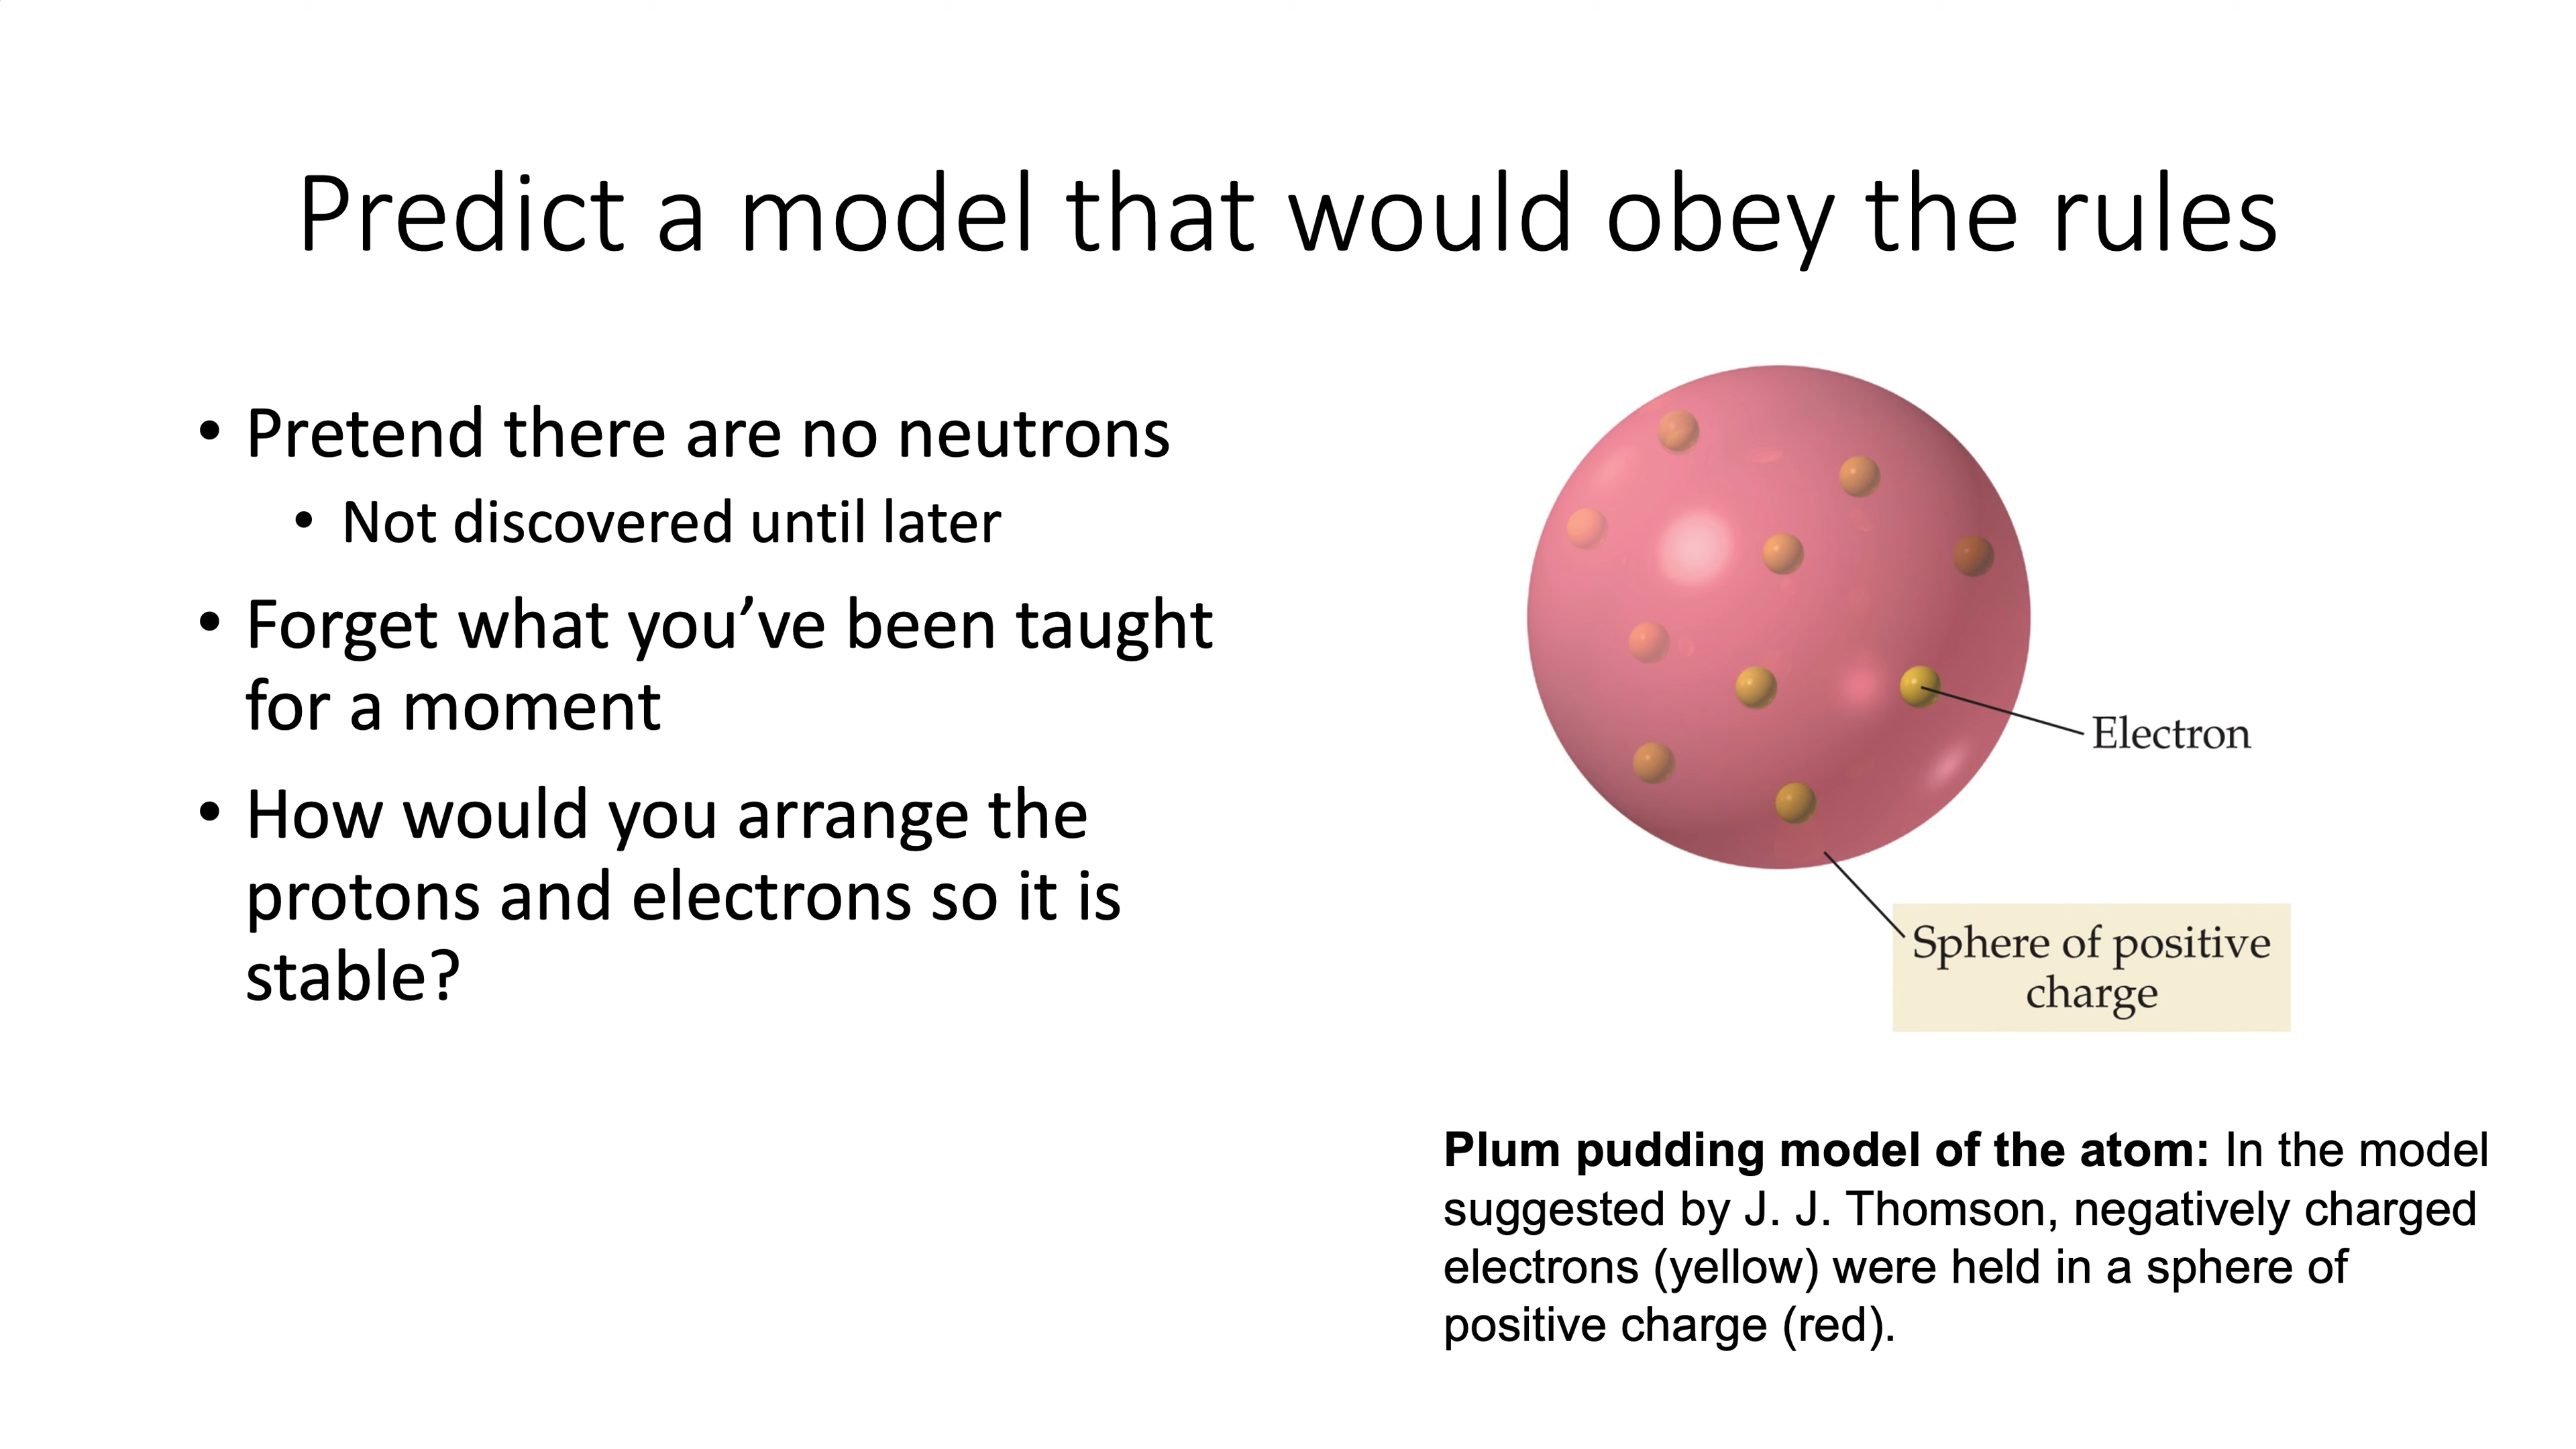 Predict a model that would obey the rules
• Pretend there are no neutrons
• Not discovered until later
• Forget what you’ve been taught
for a moment
• How would you arrange the
protons and electrons so it is
stable?
Electron
Sphere of positive
charge
Plum pudding model of the atom: In the model
suggested by J. J. Thomson, negatively charged
electrons (yellow) were held in a sphere of
positive charge (red).